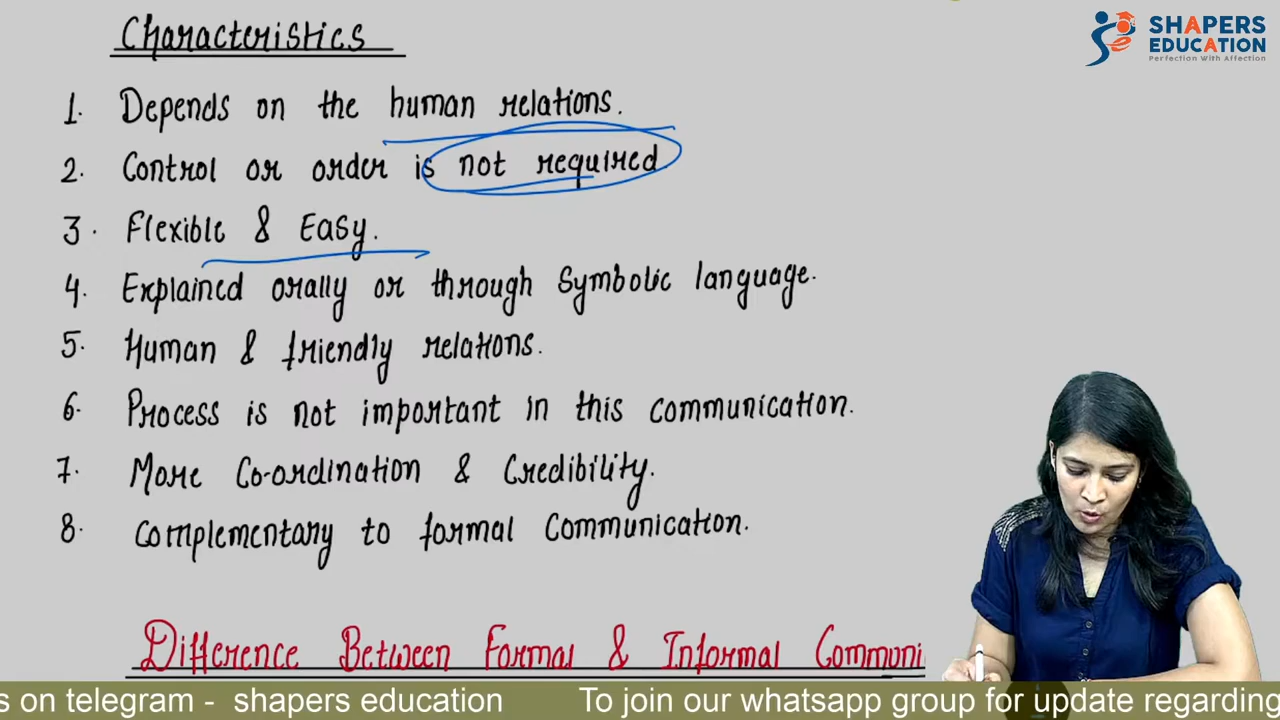 Characteristics
SHAPERS
EDUCATION
Perfection With Affection
1. Depends on the human relations.
2. Control or order is not required
3. Flexible & Easy.
4. Explained orally or through Symbolic language.
5. Human & friendly relations.
6. Process is not important in this communication.
7. More Co-ordination & Credibility.
8. Complementary to formal Communication.
Difference Between Formal & Informal Communi
s on telegram - shapers education To join our whatsapp group for update regarding